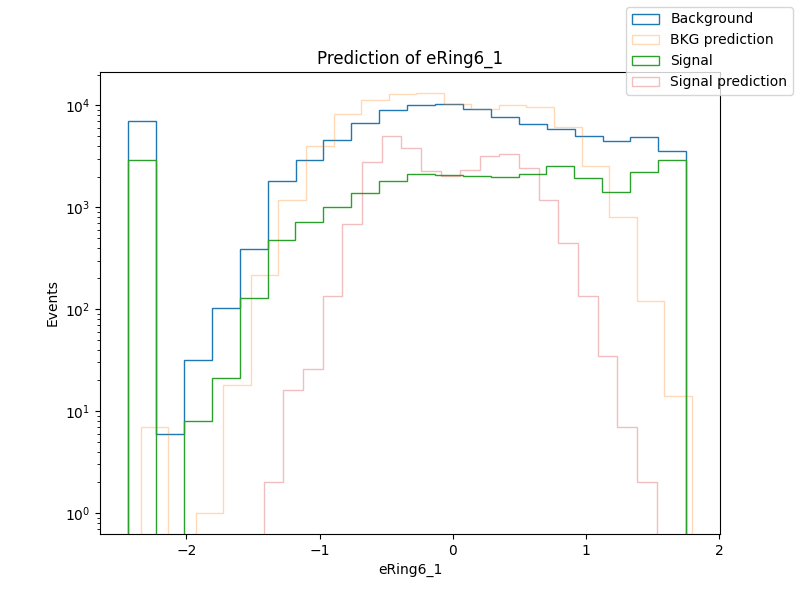 Prediction of eRing6_1
Background
BKG prediction
Signal
Signal prediction
Events
10⁴
10³
10²
10¹
10⁰
−2
−1
0
1
2
eRing6_1